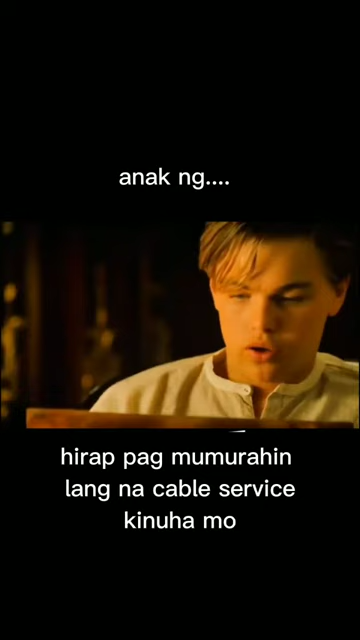 anak ng....
hirap pag mumurahin
lang na cable service
kinuha mo